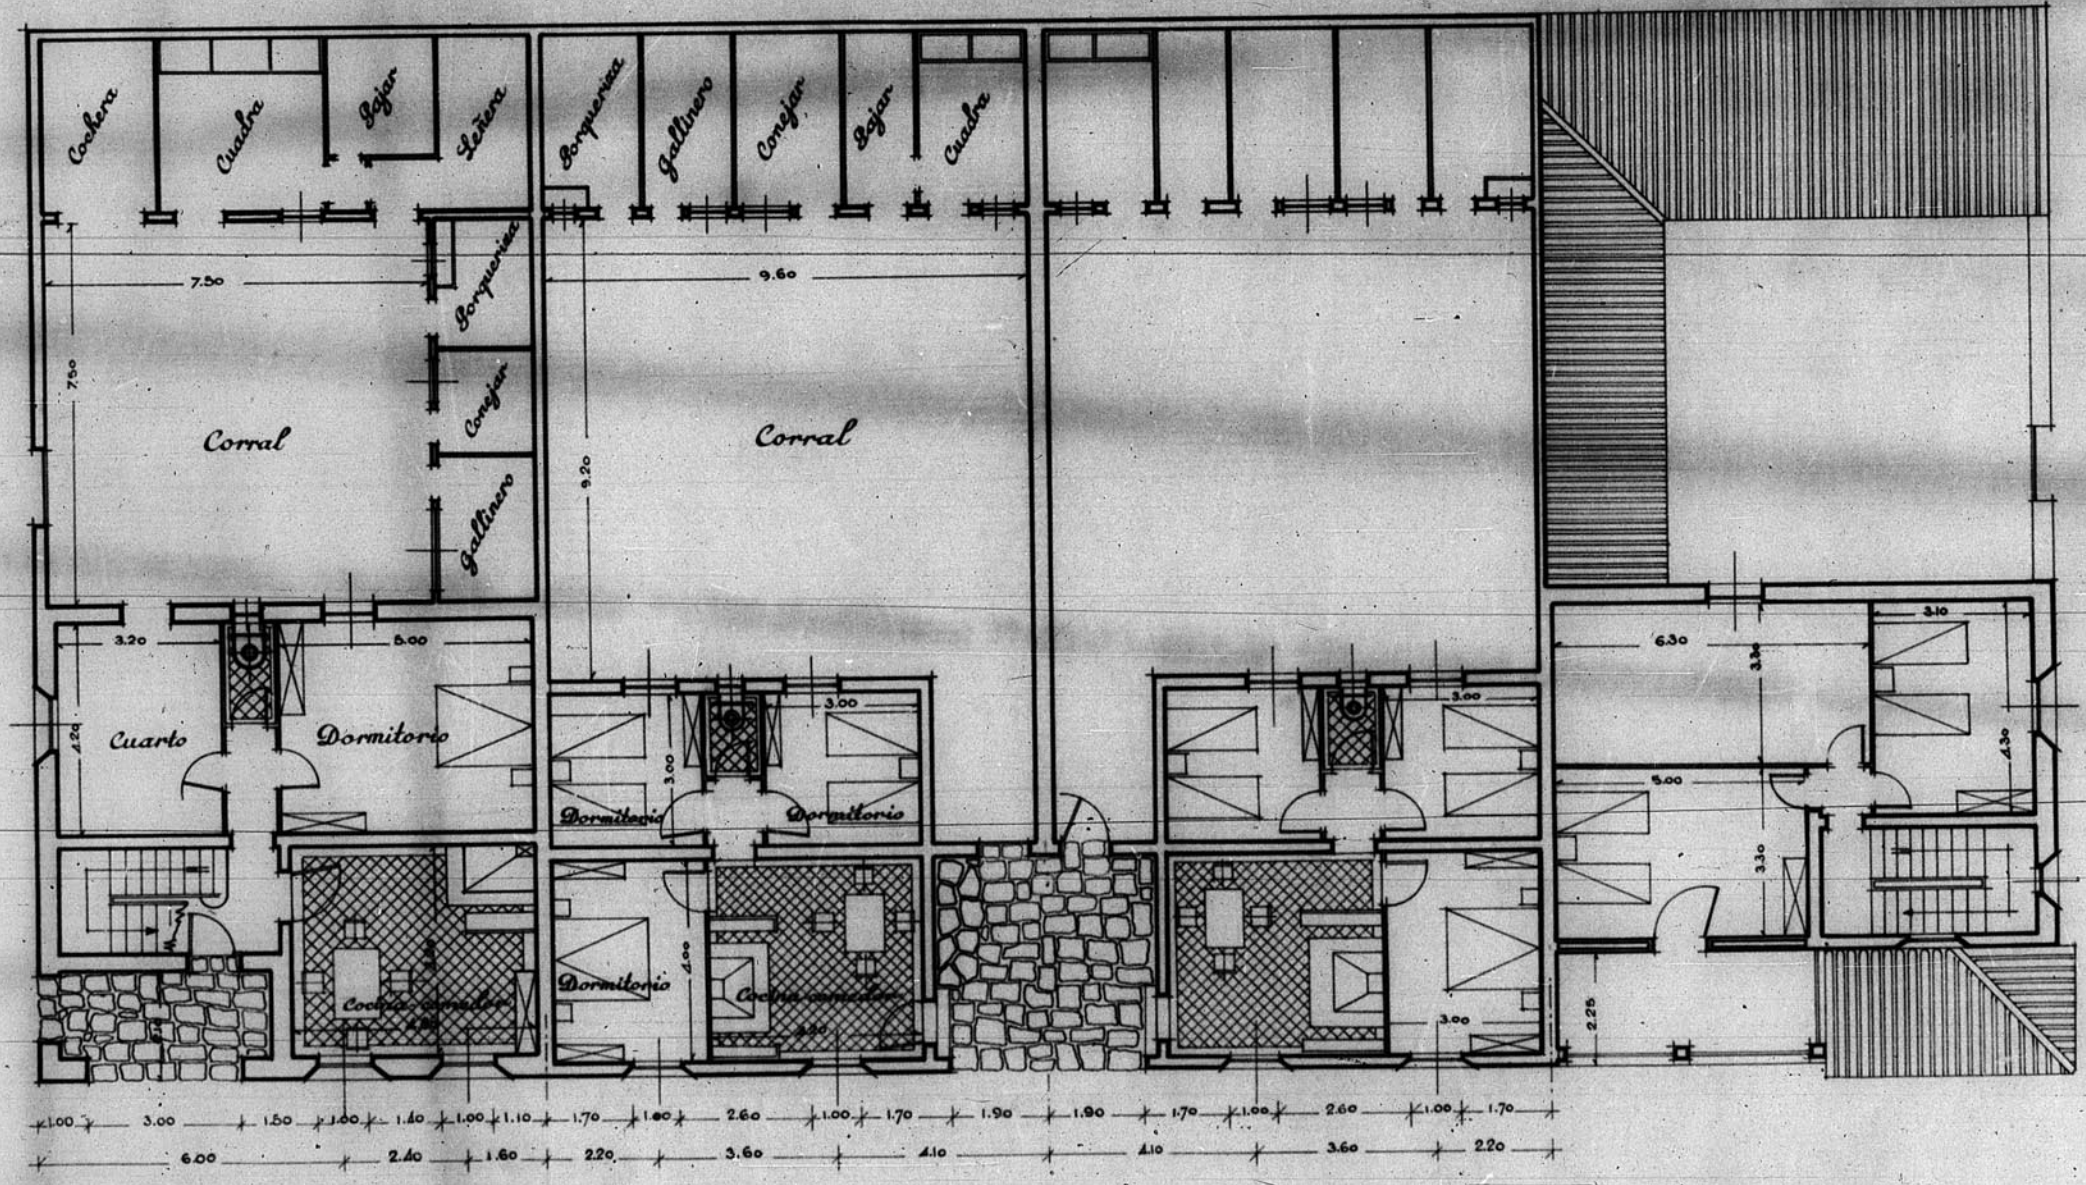 Cochera
Cuadra
Pajar
Leñera
Porqueriza
Gallinero
Conejar
Pajar
Cuadra
7.50
9.60
Porqueriza
7.50
Conejar
Corral
Corral
9.20
Gallinero
3.20
5.00
6.30
3.30
3.10
3.00
3.00
4.20
Cuarto
Dormitorio
3.00
4.30
5.00
Dormitorio
Dormitorio
3.30
4.00
Dormitorio
Cocina-comedor
Cocina-comedor
3.00
2.25
1.00 3.00 1.50 1.00 1.40 1.00 1.10 1.70 1.00 2.60 1.00 1.70 1.90 1.90 1.70 1.00 2.60 1.00 1.70
6.00 2.40 1.60 2.20 3.60 4.10 4.10 3.60 2.20